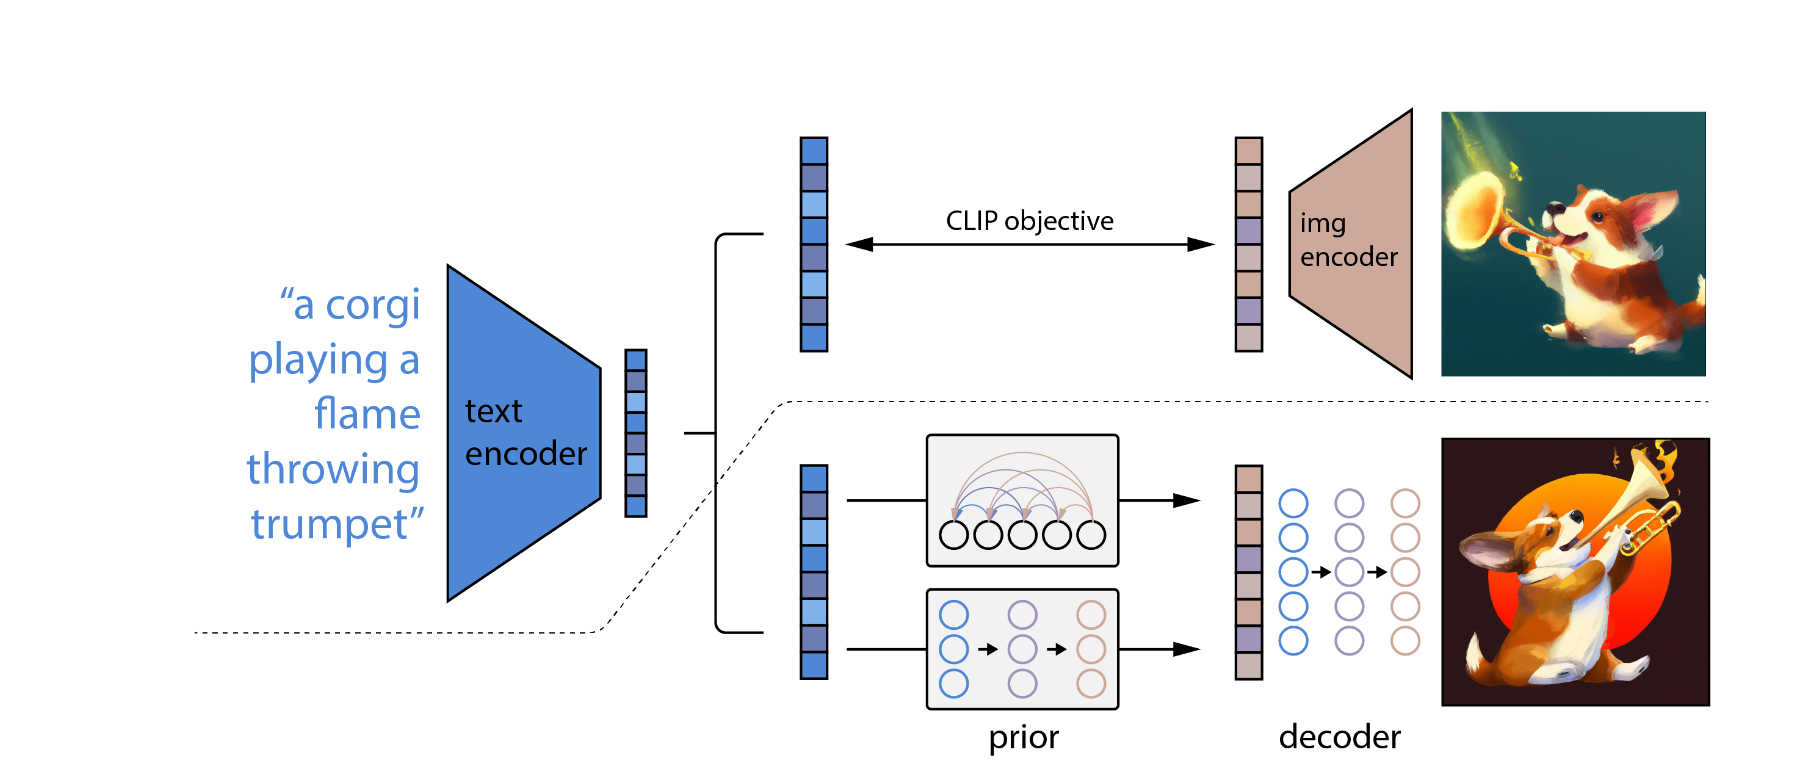 “a corgi
playing a
flame
throwing
trumpet”
text
encoder
CLIP objective
img
encoder
prior
decoder